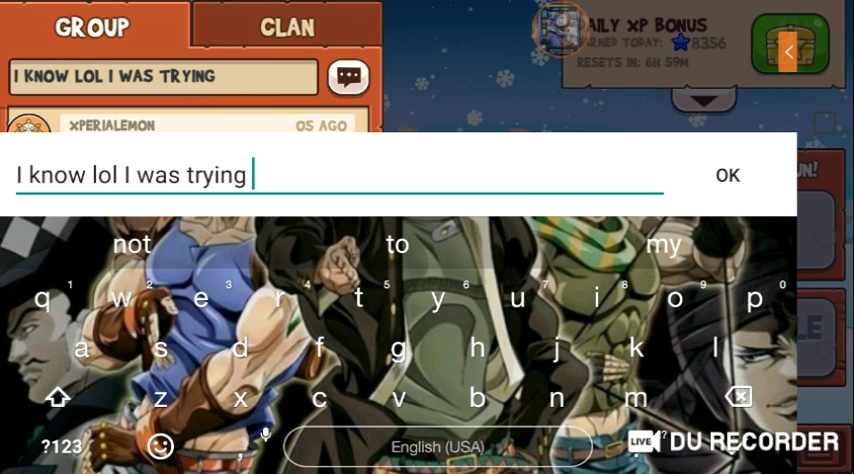 GROUP
CLAN
DAILY XP BONUS
EARNED TODAY: 8356
RESETS IN: 6H 59M
I KNOW LOL I WAS TRYING
XPERIALEMON
0S AGO
I know lol I was trying
OK
not to my
1 2 3 4 5 6 7 8 9 0
q w e r t y u i o p
a s d f g h j k l
z x c v b n m
?123
,
English (USA)
LIVE
DU RECORDER